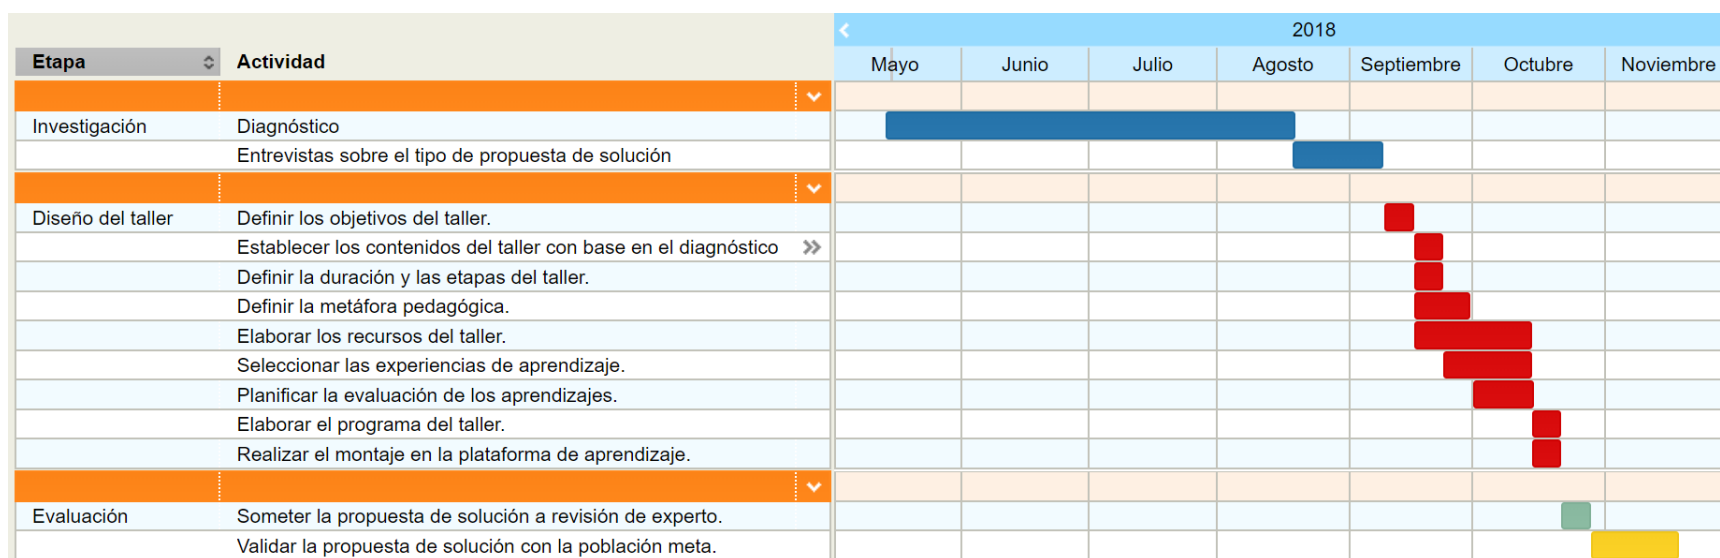 2018
Etapa Actividad Mayo Junio Julio Agosto Septiembre Octubre Noviembre
Investigación Diagnóstico
Entrevistas sobre el tipo de propuesta de solución
Diseño del taller Definir los objetivos del taller.
Establecer los contenidos del taller con base en el diagnóstico
Definir la duración y las etapas del taller.
Definir la metáfora pedagógica.
Elaborar los recursos del taller.
Seleccionar las experiencias de aprendizaje.
Planificar la evaluación de los aprendizajes.
Elaborar el programa del taller.
Realizar el montaje en la plataforma de aprendizaje.
Evaluación Someter la propuesta de solución a revisión de experto.
Validar la propuesta de solución con la población meta.